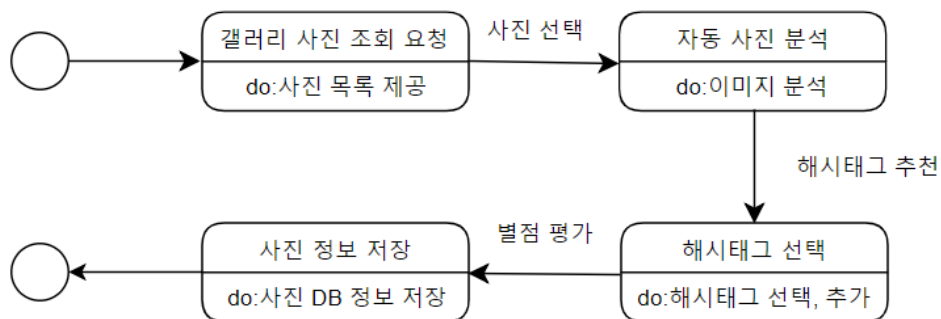 갤러리 사진 조회 요청
do:사진 목록 제공
사진 선택
자동 사진 분석
do:이미지 분석
해시태그 추천
해시태그 선택
do:해시태그 선택, 추가
별점 평가
사진 정보 저장
do:사진 DB 정보 저장